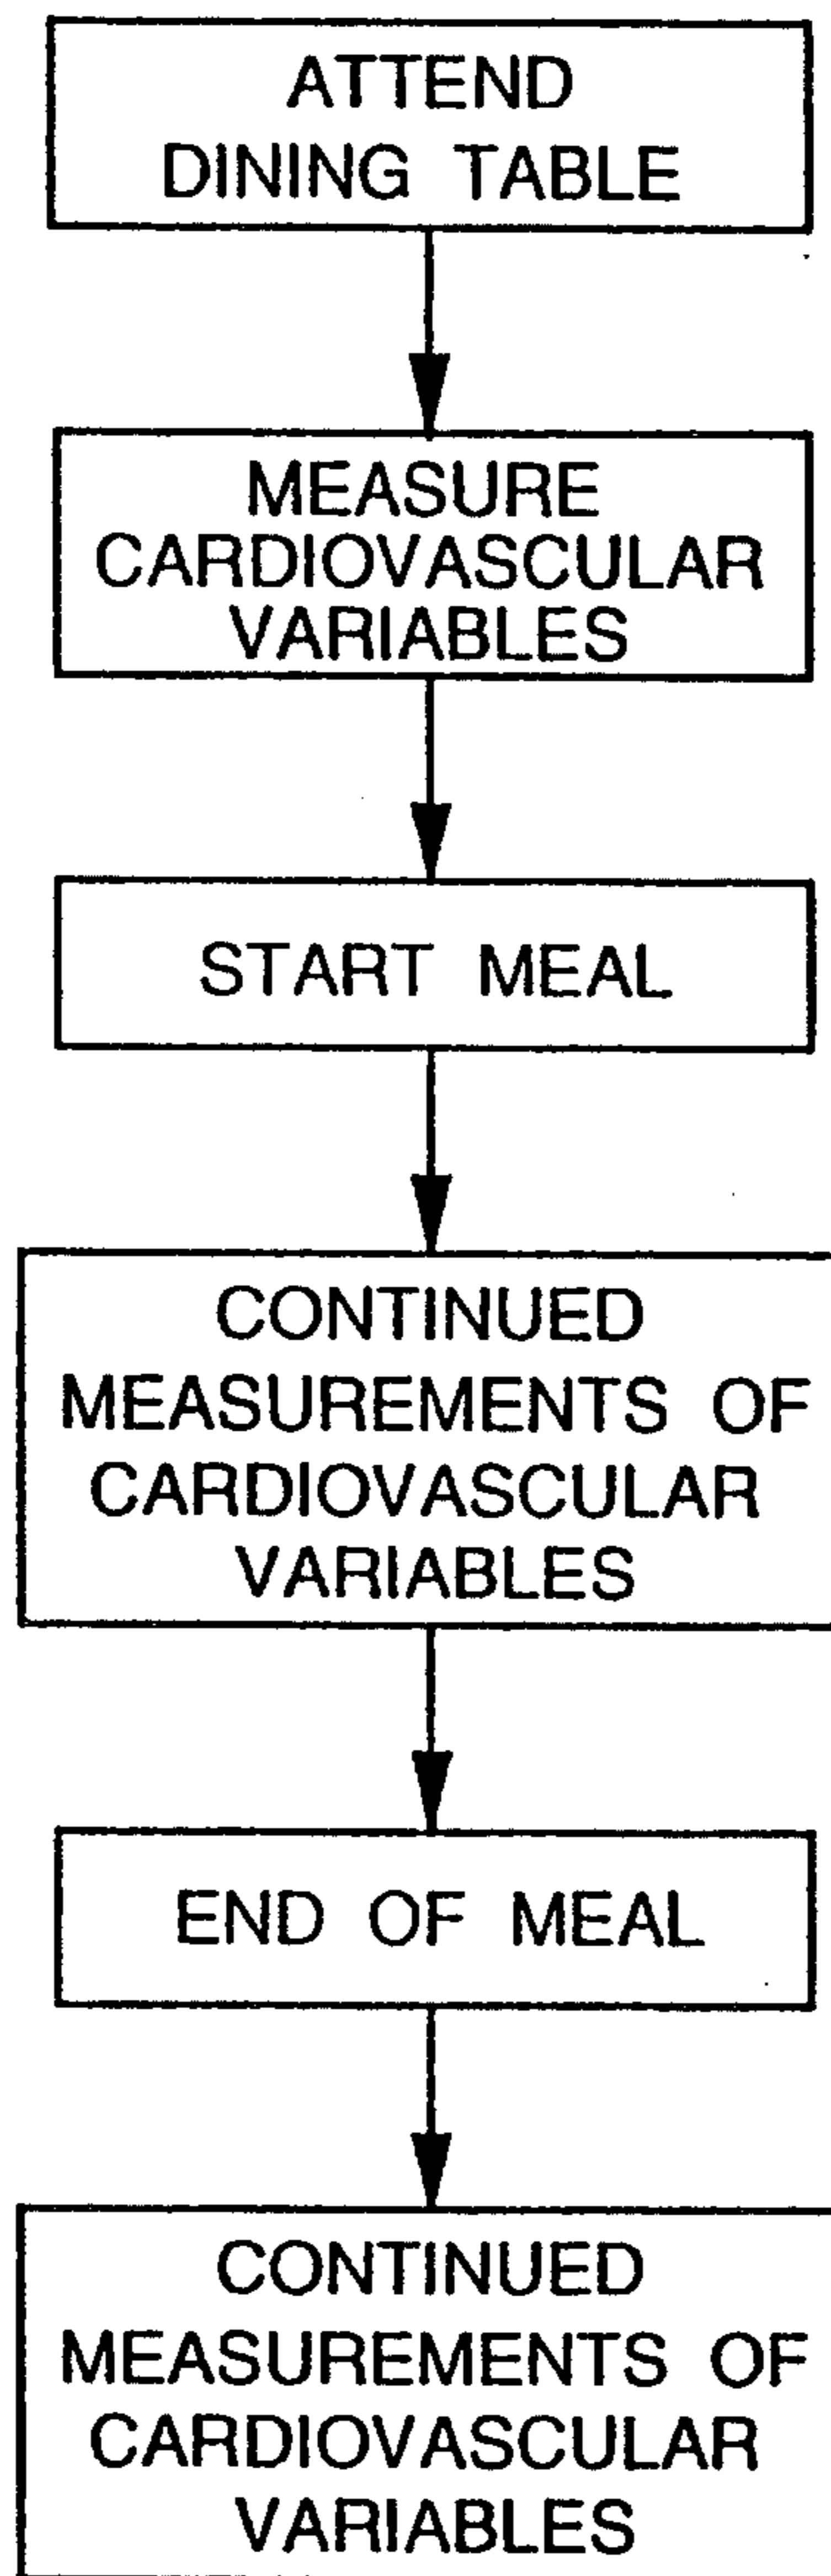 ATTEND
DINING TABLE
MEASURE
CARDIOVASCULAR
VARIABLES
START MEAL
CONTINUED
MEASUREMENTS OF
CARDIOVASCULAR
VARIABLES
END OF MEAL
CONTINUED
MEASUREMENTS OF
CARDIOVASCULAR
VARIABLES